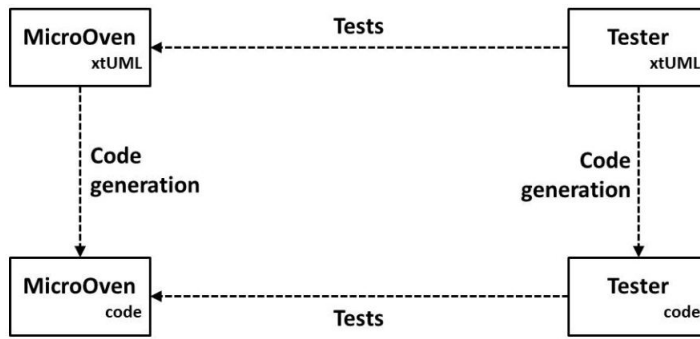 Tests
MicroOven
xtUML
Tester
xtUML
Code
generation
Code
generation
MicroOven
code
Tester
code
Tests